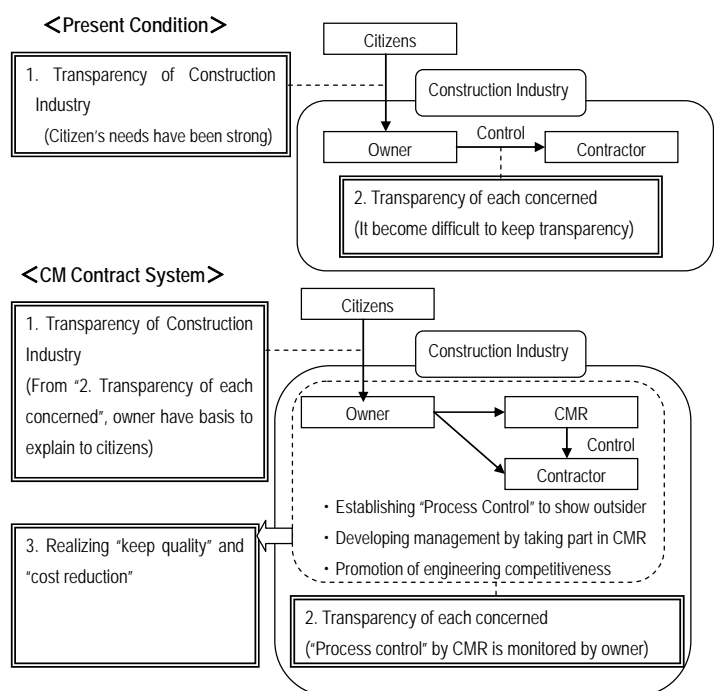 ＜Present Condition＞
Citizens
1. Transparency of Construction
Industry
(Citizen's needs have been strong)
Construction Industry
Owner
Control
Contractor
2. Transparency of each concerned
(It become difficult to keep transparency)
＜CM Contract System＞
Citizens
1. Transparency of Construction
Industry
(From "2. Transparency of each
concerned", owner have basis to
explain to citizens)
Construction Industry
Owner
CMR
Control
Contractor
・Establishing "Process Control" to show outsider
・Developing management by taking part in CMR
・Promotion of engineering competitiveness
3. Realizing "keep quality" and
"cost reduction"
2. Transparency of each concerned
("Process control" by CMR is monitored by owner)